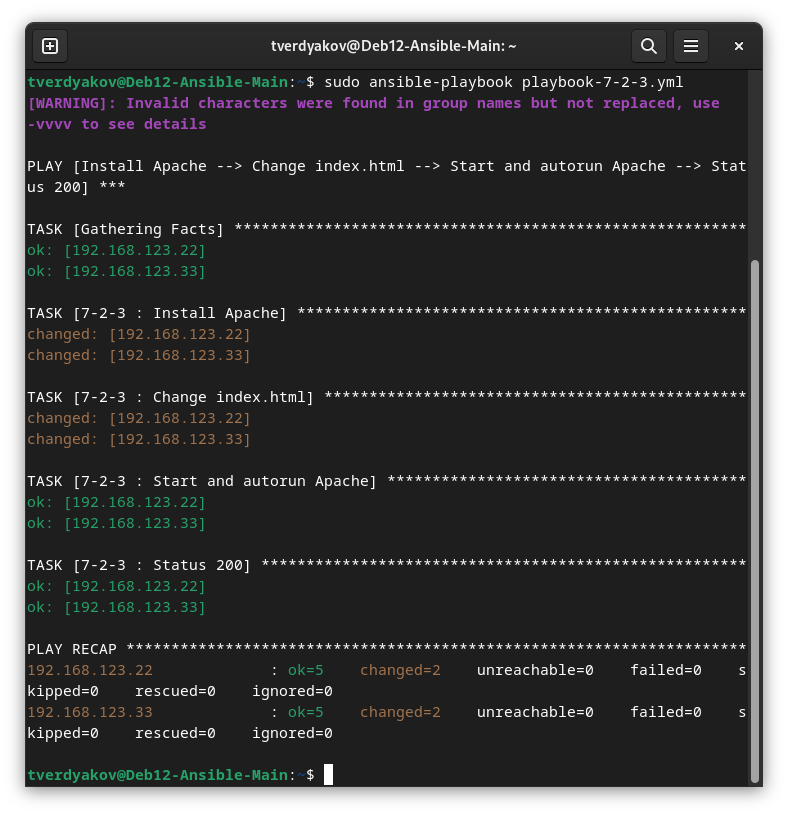 tverdyakov@Deb12-Ansible-Main: ~
tverdyakov@Deb12-Ansible-Main:~$ sudo ansible-playbook playbook-7-2-3.yml
[WARNING]: Invalid characters were found in group names but not replaced, use
-vvvv to see details
PLAY [Install Apache --> Change index.html --> Start and autorun Apache --> Stat
us 200] ***
TASK [Gathering Facts] *********************************************************
ok: [192.168.123.22]
ok: [192.168.123.33]
TASK [7-2-3 : Install Apache] **************************************************
changed: [192.168.123.22]
changed: [192.168.123.33]
TASK [7-2-3 : Change index.html] ***********************************************
changed: [192.168.123.22]
changed: [192.168.123.33]
TASK [7-2-3 : Start and autorun Apache] ****************************************
ok: [192.168.123.22]
ok: [192.168.123.33]
TASK [7-2-3 : Status 200] ******************************************************
ok: [192.168.123.22]
ok: [192.168.123.33]
PLAY RECAP *********************************************************************
192.168.123.22             : ok=5    changed=2    unreachable=0    failed=0    s
kipped=0    rescued=0    ignored=0
192.168.123.33             : ok=5    changed=2    unreachable=0    failed=0    s
kipped=0    rescued=0    ignored=0
tverdyakov@Deb12-Ansible-Main:~$